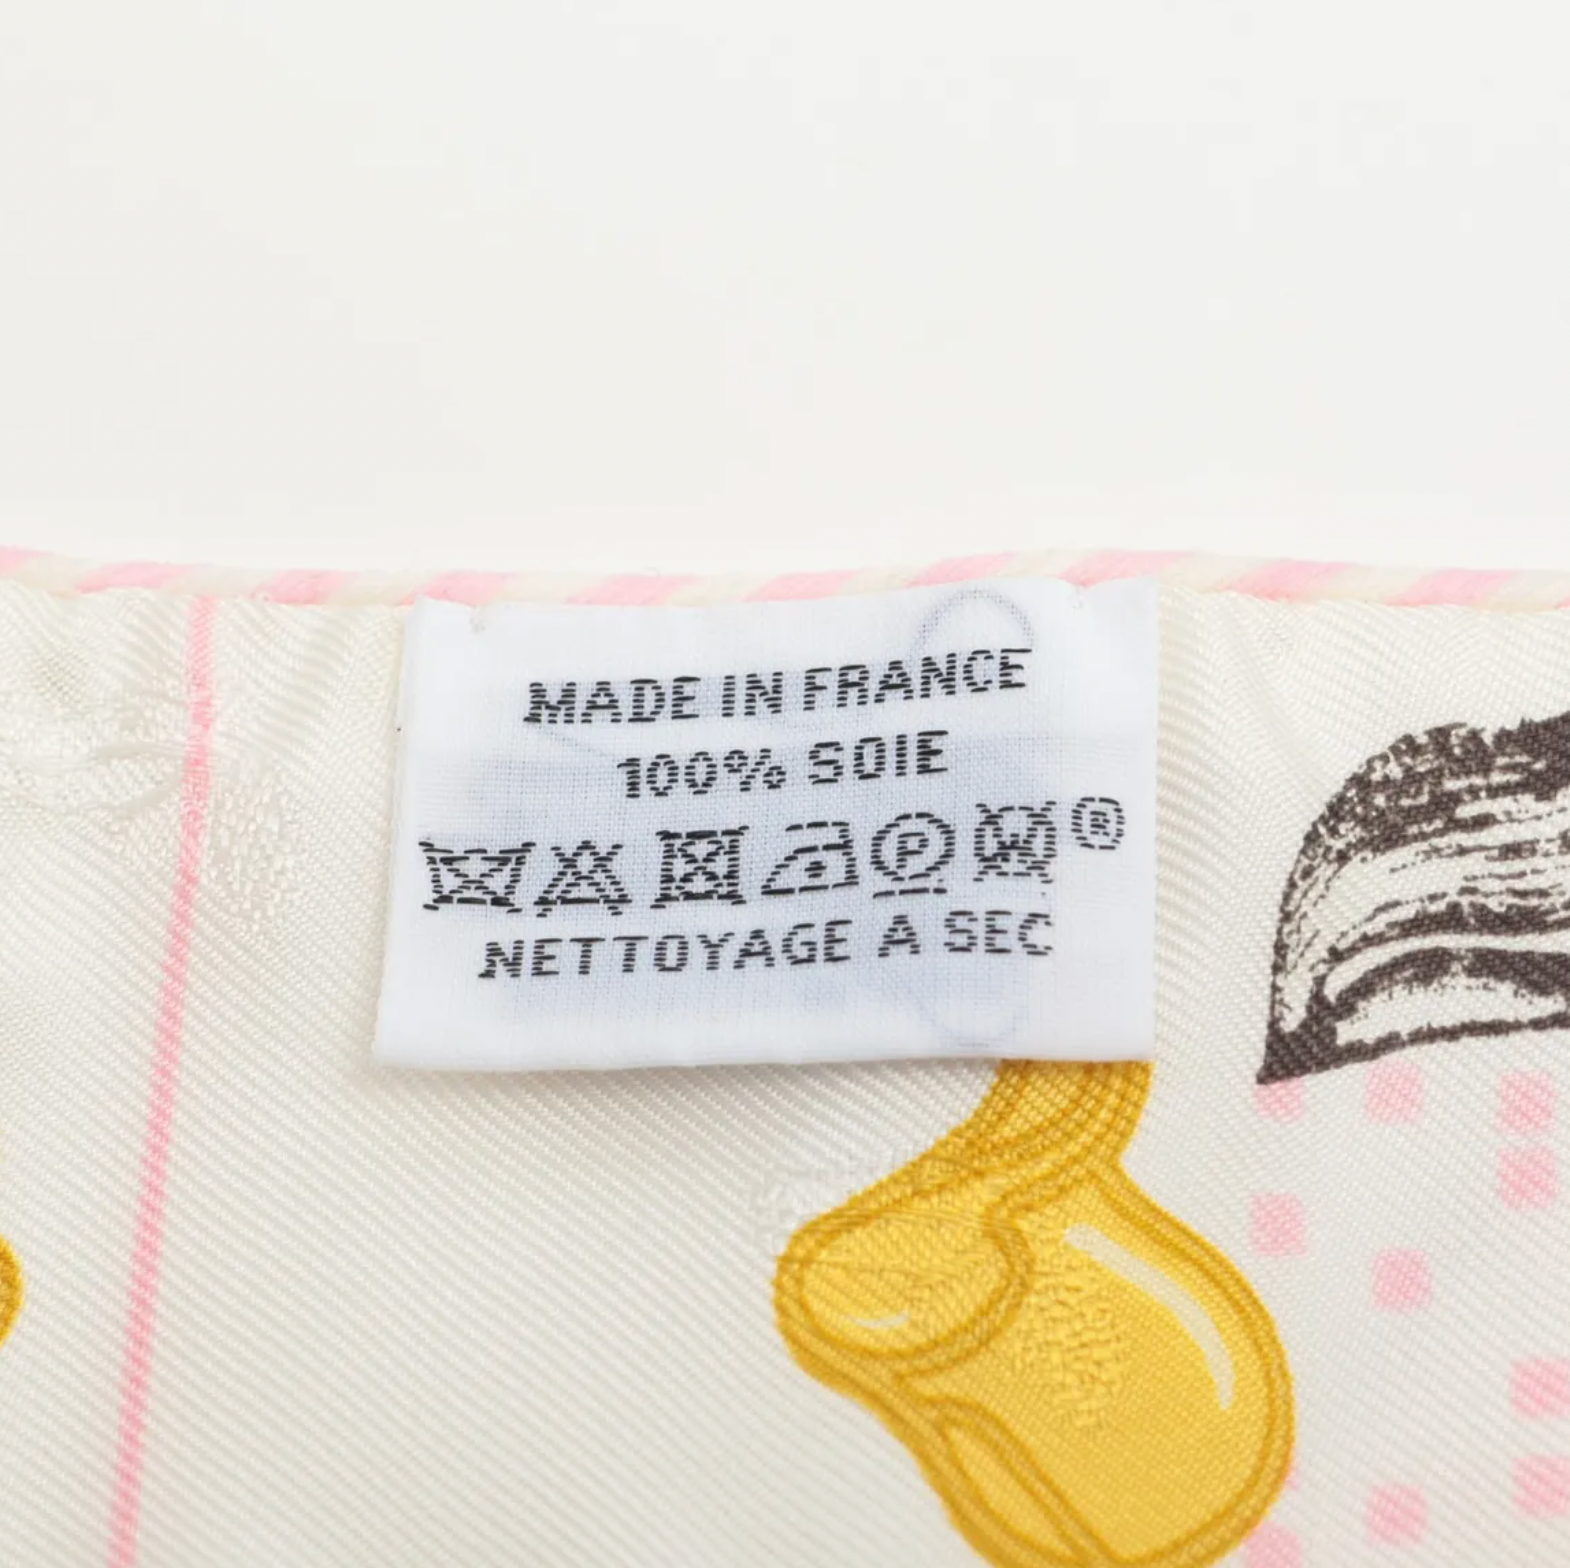 MADE IN FRANCE
100% SOIE
P W ®
NETTOYAGE A SEC